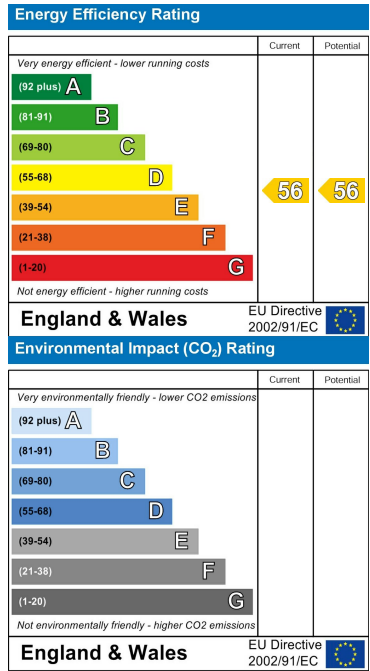 Energy Efficiency Rating
Current Potential
Very energy efficient - lower running costs
(92 plus) A
(81-91) B
(69-80) C
(55-68) D
56 56
(39-54) E
(21-38) F
(1-20) G
Not energy efficient - higher running costs
England & Wales
EU Directive
2002/91/EC
Environmental Impact (CO₂) Rating
Current Potential
Very environmentally friendly - lower CO2 emissions
(92 plus) A
(81-91) B
(69-80) C
(55-68) D
(39-54) E
(21-38) F
(1-20) G
Not environmentally friendly - higher CO2 emissions
England & Wales
EU Directive
2002/91/EC